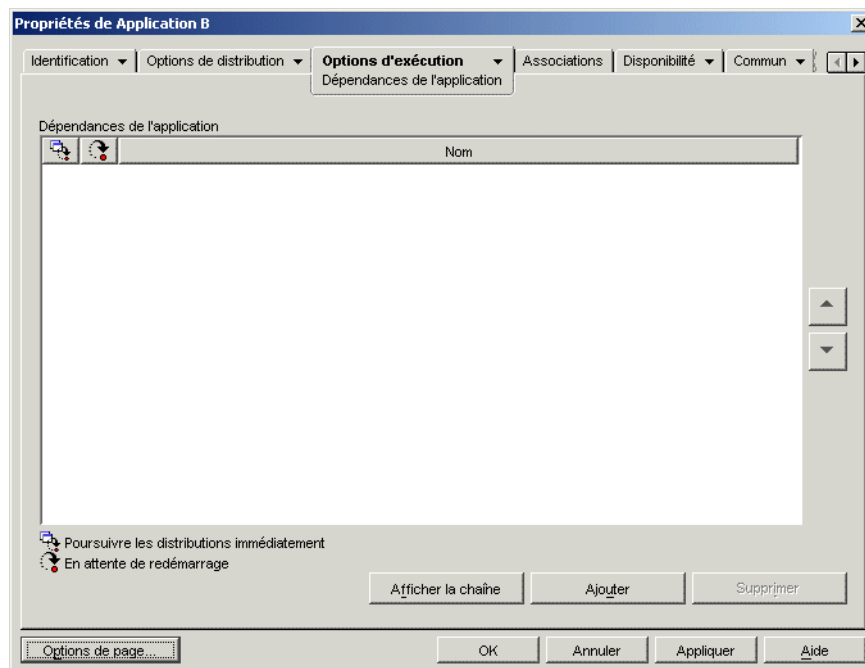 Propriétés de Application B
Identification Options de distribution Options d'exécution Associations Disponibilité Commun
Dépendances de l'application
Dépendances de l'application
Nom
Poursuivre les distributions immédiatement
En attente de redémarrage
Afficher la chaîne Ajouter Supprimer
Options de page... OK Annuler Appliquer Aide